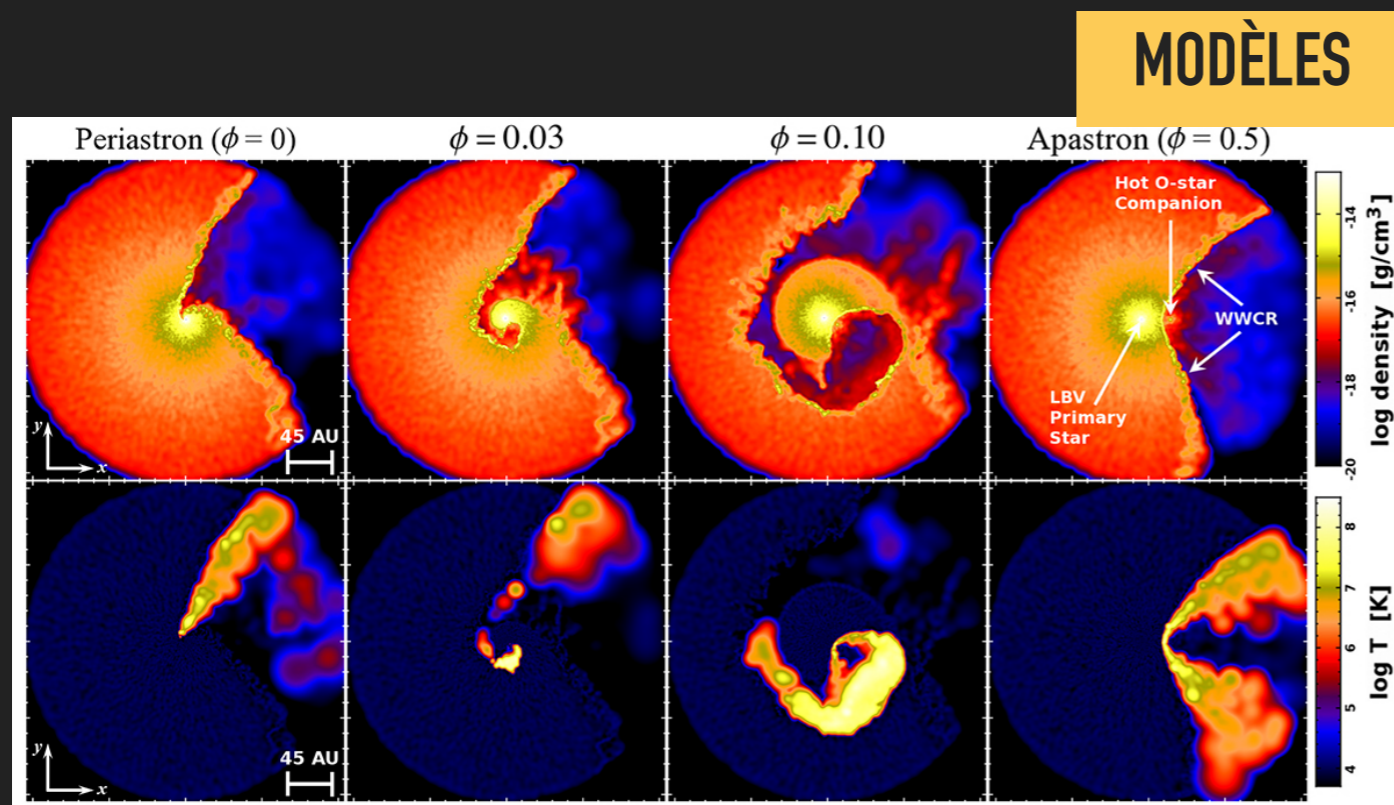 MODÈLES
Periastron (ϕ = 0)
ϕ = 0.03
ϕ = 0.10
Apastron (ϕ = 0.5)
Hot O-star
Companion
WWCR
LBV
Primary
Star
y
x
45 AU
-14
-16
-18
-20
log density [g/cm³]
y
x
45 AU
8
7
6
5
4
log T [K]